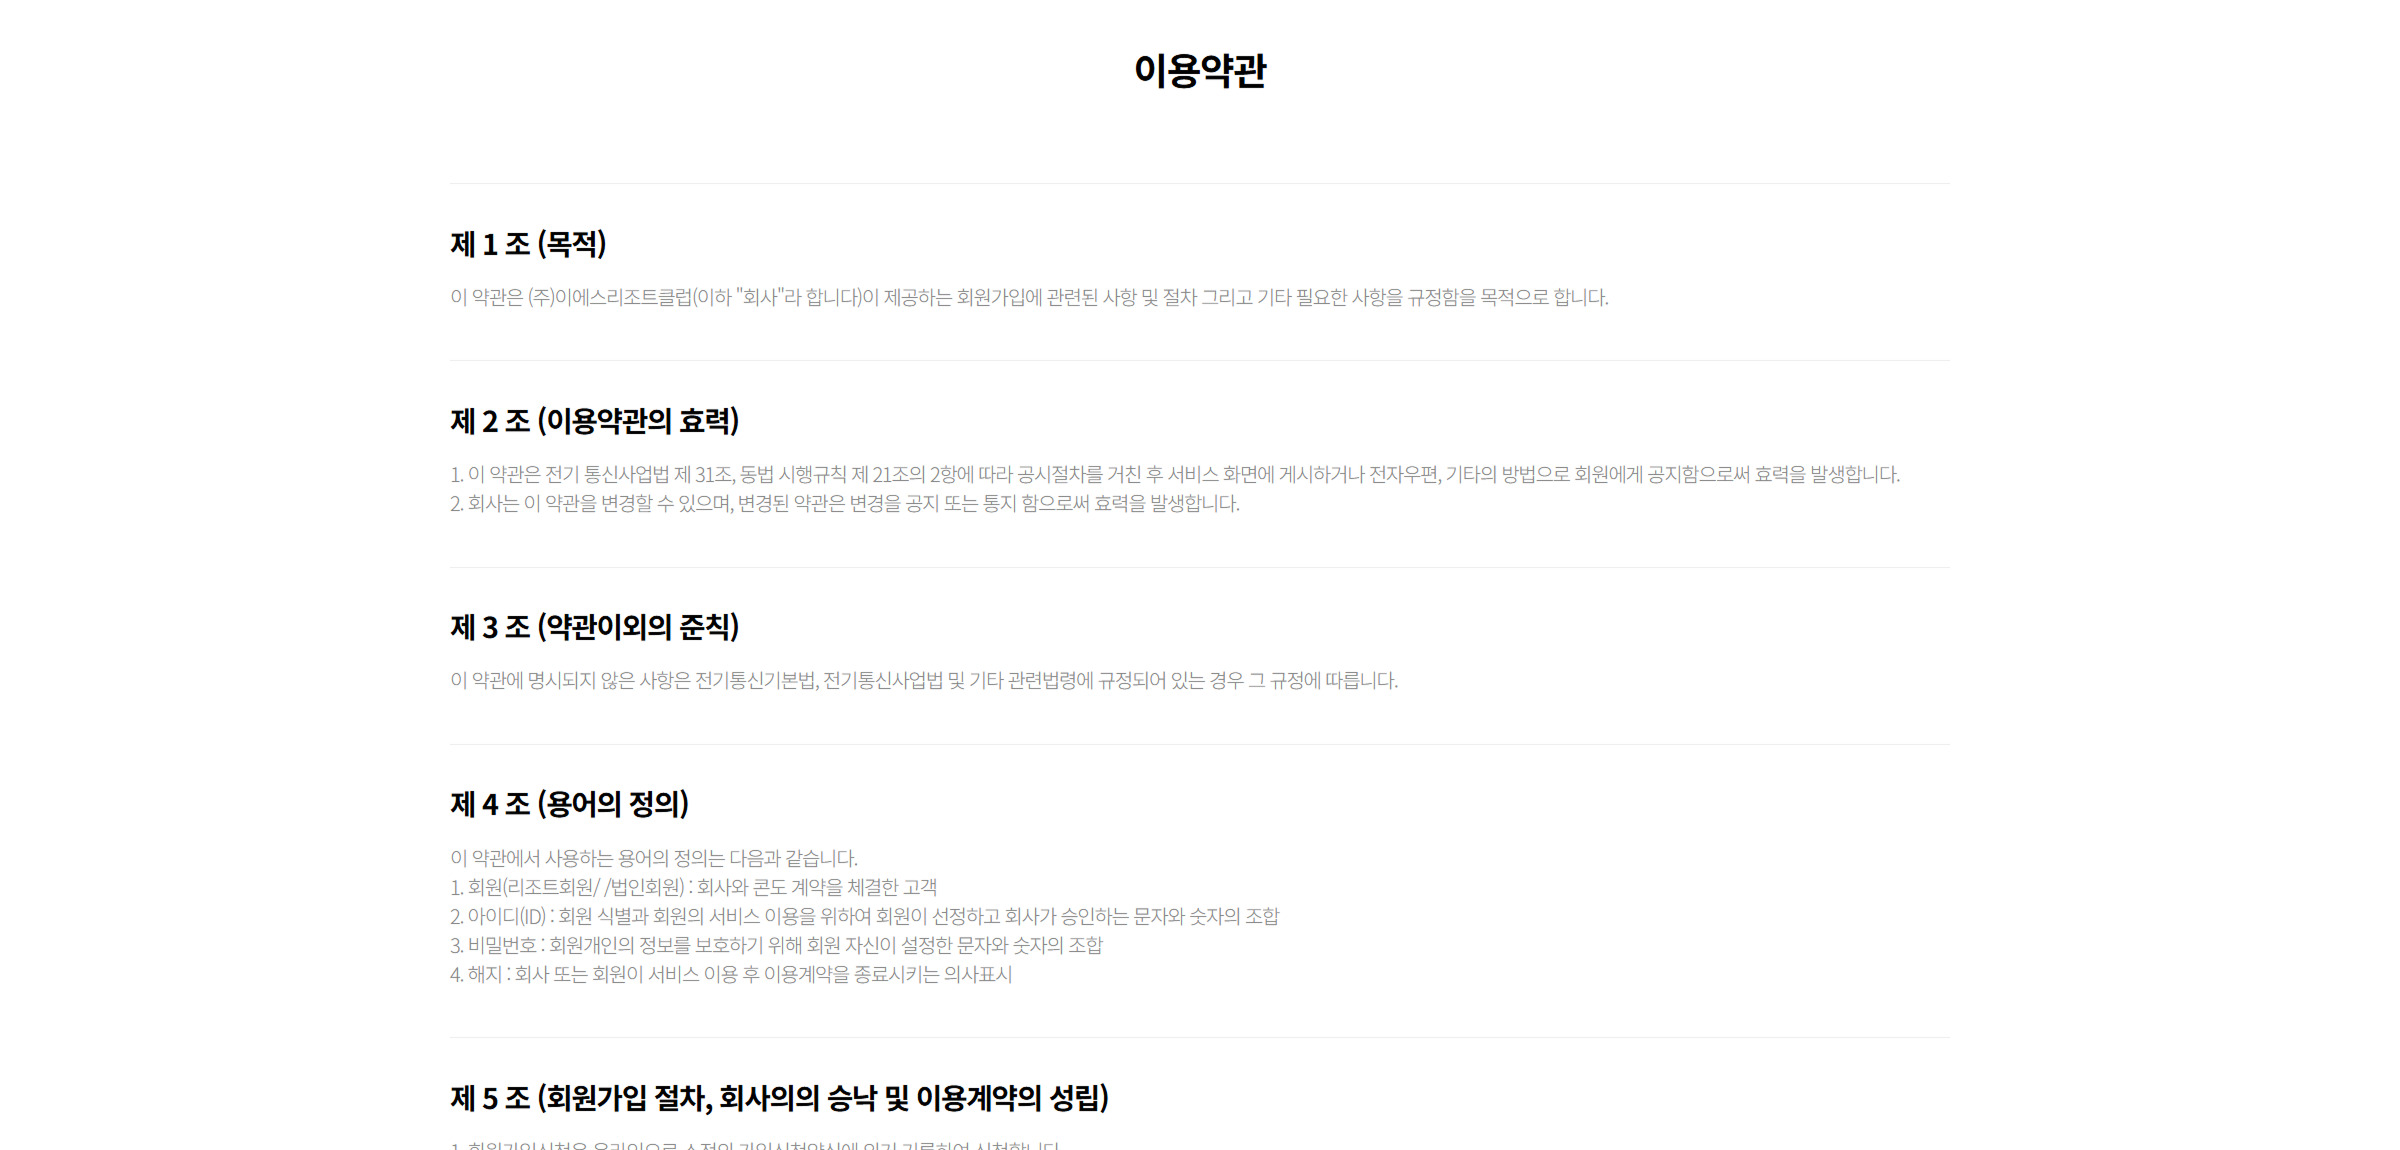 이용약관
제 1 조 (목적)
이 약관은 (주)이에스리조트클럽(이하 "회사"라 합니다)이 제공하는 회원가입에 관련된 사항 및 절차 그리고 기타 필요한 사항을 규정함을 목적으로 합니다.
제 2 조 (이용약관의 효력)
1. 이 약관은 전기 통신사업법 제 31조, 동법 시행규칙 제 21조의 2항에 따라 공시절차를 거친 후 서비스 화면에 게시하거나 전자우편, 기타의 방법으로 회원에게 공지함으로써 효력을 발생합니다.
2. 회사는 이 약관을 변경할 수 있으며, 변경된 약관은 변경을 공지 또는 통지 함으로써 효력을 발생합니다.
제 3 조 (약관이외의 준칙)
이 약관에 명시되지 않은 사항은 전기통신기본법, 전기통신사업법 및 기타 관련법령에 규정되어 있는 경우 그 규정에 따릅니다.
제 4 조 (용어의 정의)
이 약관에서 사용하는 용어의 정의는 다음과 같습니다.
1. 회원(리조트회원/ /법인회원) : 회사와 콘도 계약을 체결한 고객
2. 아이디(ID) : 회원 식별과 회원의 서비스 이용을 위하여 회원이 선정하고 회사가 승인하는 문자와 숫자의 조합
3. 비밀번호 : 회원개인의 정보를 보호하기 위해 회원 자신이 설정한 문자와 숫자의 조합
4. 해지 : 회사 또는 회원이 서비스 이용 후 이용계약을 종료시키는 의사표시
제 5 조 (회원가입 절차, 회사의의 승낙 및 이용계약의 성립)